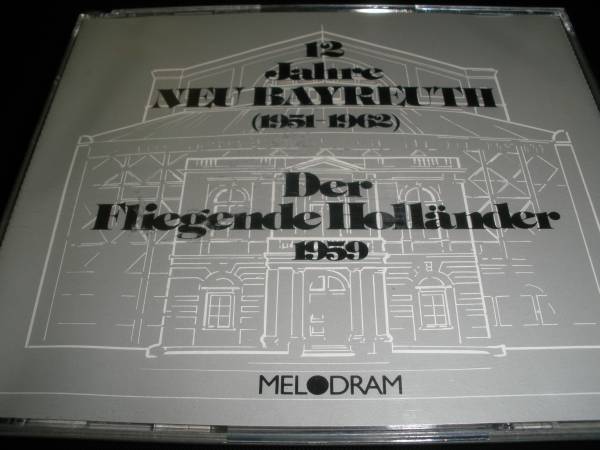 12
Jahre
NEU BAYREUTH
(1951-1962)
Der
Fliegende Holländer
1959
MELODRAM